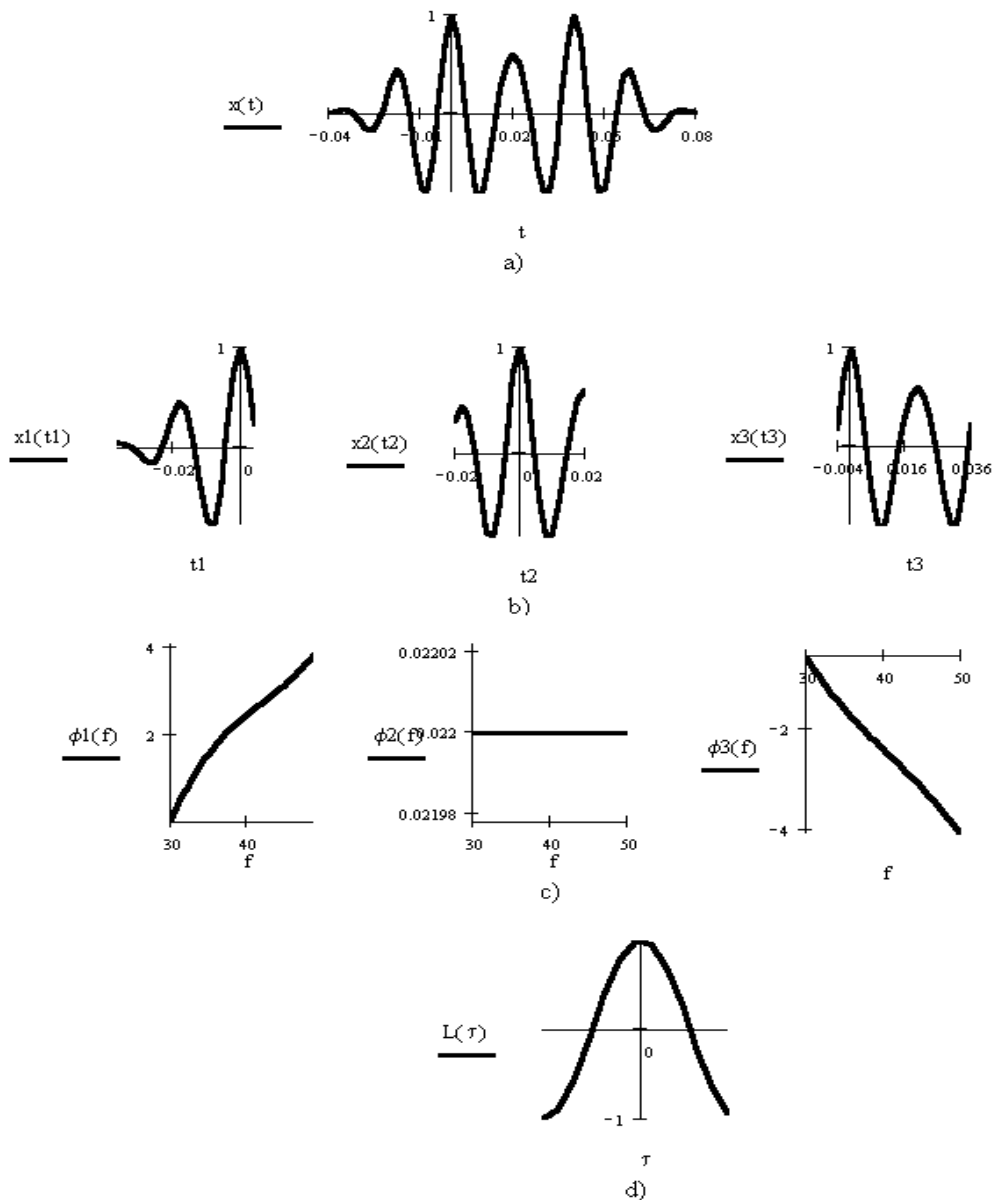 1
x(t)
−0.04 −0.01 0.02 0.05 0.08
t
a)
1 1 1
x1(t1) x2(t2) x3(t3)
−0.02 0 −0.02 0 0.02 −0.004 0.016 0.036
t1 t2 t3
b)
4 0.02202 30 40 50
ϕ1(f) 2 ϕ2(f) 0.022 ϕ3(f) −2
0.02198 −4
30 40 30 40 50
f f f
c)
L(τ)
0
−1
τ
d)